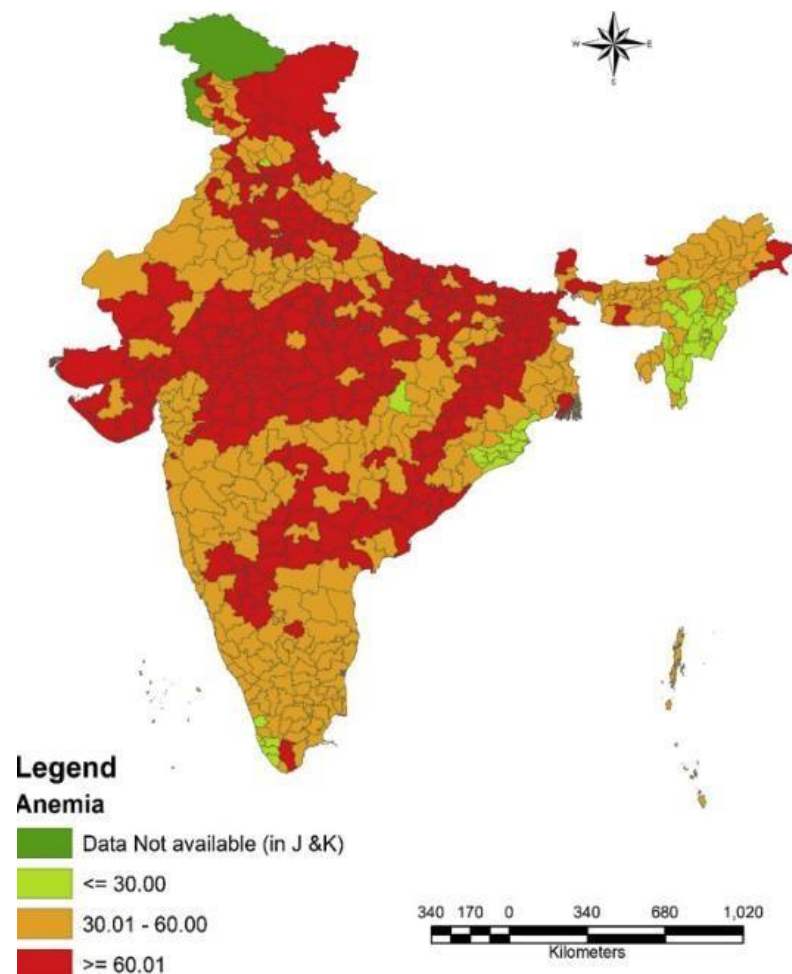 N
W E
S
Legend
Anemia
Data Not available (in J &K)
<= 30.00
30.01 - 60.00
>= 60.01
340 170 0 340 680 1,020
Kilometers